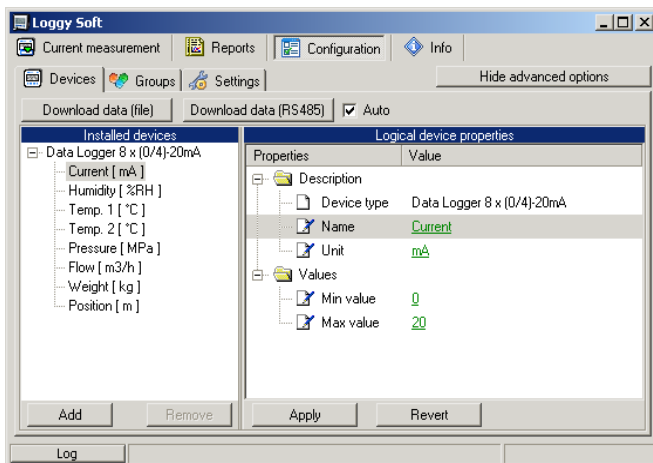 Loggy Soft
Current measurement Reports Configuration Info
Devices Groups Settings Hide advanced options
Download data (file) Download data (RS485) Auto
Installed devices Logical device properties
Data Logger 8 x (0/4)-20mA
Current [ mA ]
Humidity [ %RH ]
Temp. 1 [ °C ]
Temp. 2 [ °C ]
Pressure [ MPa ]
Flow [ m3/h ]
Weight [ kg ]
Position [ m ]
Properties Value
Description
Device type Data Logger 8 x (0/4)-20mA
Name Current
Unit mA
Values
Min value 0
Max value 20
Add Remove Apply Revert
Log